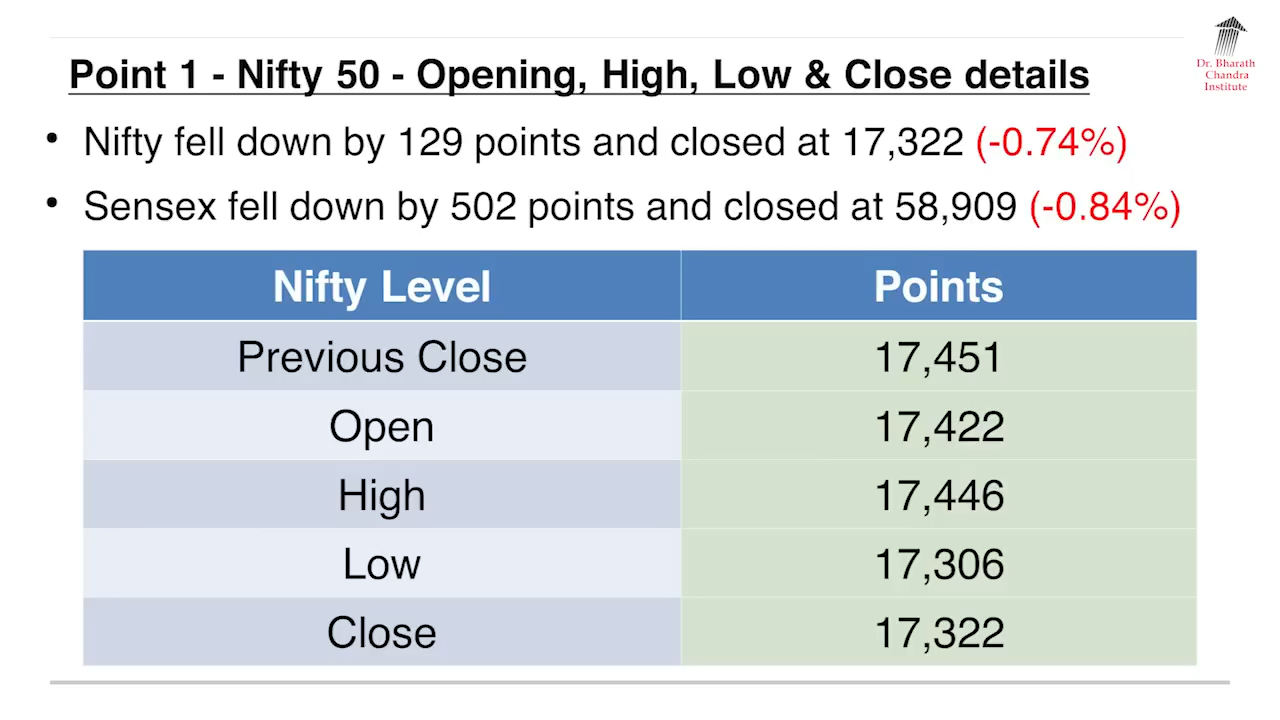 Dr. Bharath
Chandra
Institute
Point 1 - Nifty 50 - Opening, High, Low & Close details
• Nifty fell down by 129 points and closed at 17,322 (-0.74%)
• Sensex fell down by 502 points and closed at 58,909 (-0.84%)
Nifty Level Points
Previous Close 17,451
Open 17,422
High 17,446
Low 17,306
Close 17,322